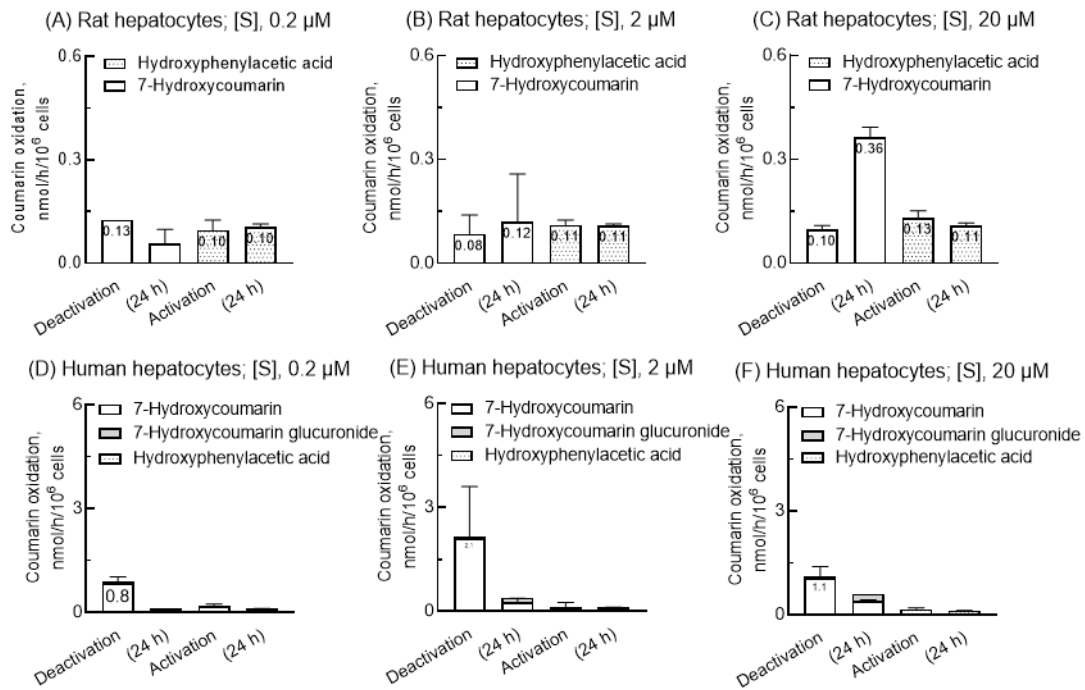 (A) Rat hepatocytes; [S], 0.2 µM
0.6
0.3
0.0
Coumarin oxidation,
nmol/h/10⁶ cells
Hydroxyphenylacetic acid
7-Hydroxycoumarin
0.13
0.10
0.10
Deactivation
(24 h)
Activation
(24 h)
(B) Rat hepatocytes; [S], 2 µM
0.6
0.3
0.0
Coumarin oxidation,
nmol/h/10⁶ cells
Hydroxyphenylacetic acid
7-Hydroxycoumarin
0.08
0.12
0.11
0.11
Deactivation
(24 h)
Activation
(24 h)
(C) Rat hepatocytes; [S], 20 µM
0.6
0.3
0.0
Coumarin oxidation,
nmol/h/10⁶ cells
Hydroxyphenylacetic acid
7-Hydroxycoumarin
0.10
0.36
0.13
0.11
Deactivation
(24 h)
Activation
(24 h)
(D) Human hepatocytes; [S], 0.2 µM
6
3
0
Coumarin oxidation,
nmol/h/10⁶ cells
7-Hydroxycoumarin
7-Hydroxycoumarin glucuronide
Hydroxyphenylacetic acid
0.8
Deactivation
(24 h)
Activation
(24 h)
(E) Human hepatocytes; [S], 2 µM
6
3
0
Coumarin oxidation,
nmol/h/10⁶ cells
7-Hydroxycoumarin
7-Hydroxycoumarin glucuronide
Hydroxyphenylacetic acid
2.1
Deactivation
(24 h)
Activation
(24 h)
(F) Human hepatocytes; [S], 20 µM
6
3
0
Coumarin oxidation,
nmol/h/10⁶ cells
7-Hydroxycoumarin
7-Hydroxycoumarin glucuronide
Hydroxyphenylacetic acid
1.1
Deactivation
(24 h)
Activation
(24 h)